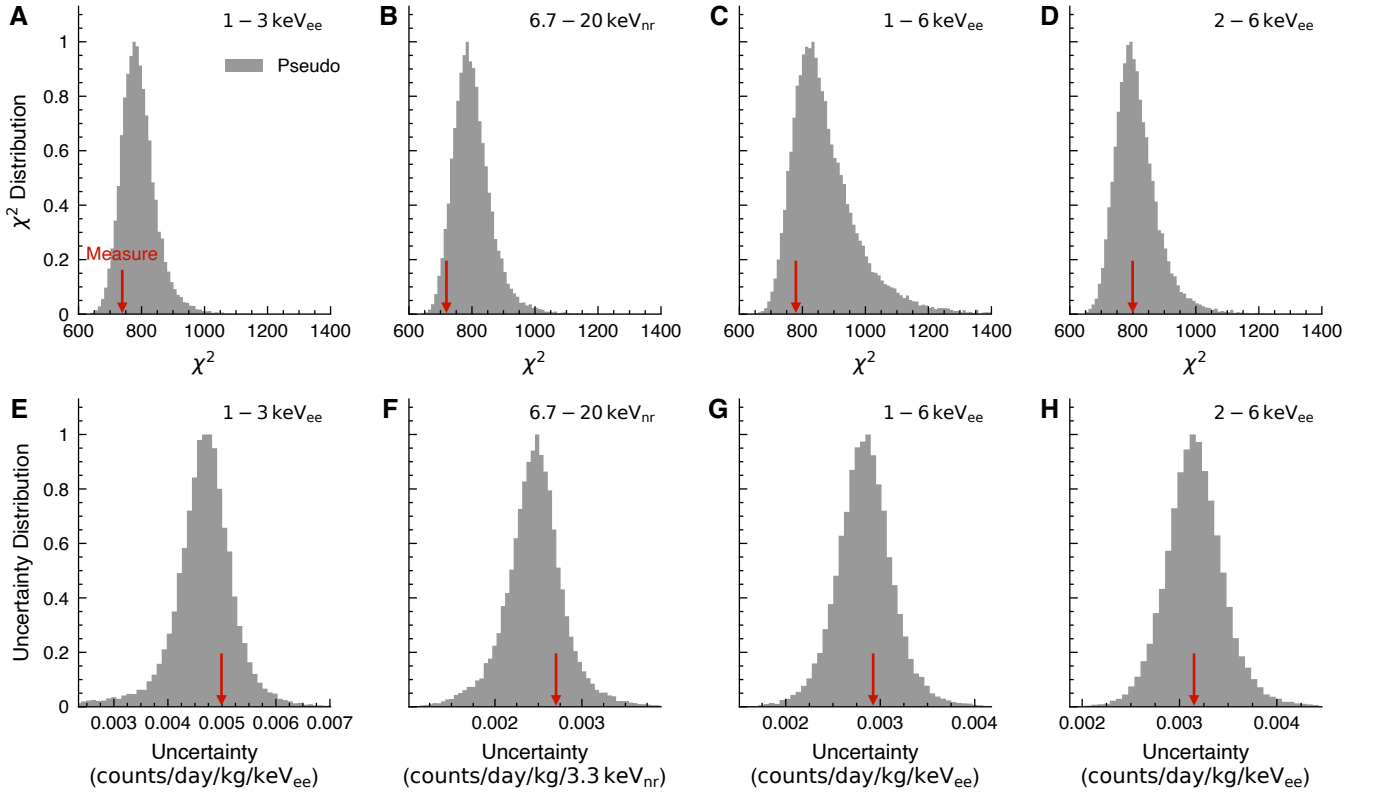 A
1 − 3 keVee
χ² Distribution
1
0.8
0.6
0.4
0.2
0
Pseudo
Measure
600 800 1000 1200 1400
χ²
B
6.7 − 20 keVnr
600 800 1000 1200 1400
χ²
C
1 − 6 keVee
600 800 1000 1200 1400
χ²
D
2 − 6 keVee
600 800 1000 1200 1400
χ²
E
1 − 3 keVee
Uncertainty Distribution
1
0.8
0.6
0.4
0.2
0
0.003 0.004 0.005 0.006 0.007
Uncertainty
(counts/day/kg/keVee)
F
6.7 − 20 keVnr
0.002 0.003
Uncertainty
(counts/day/kg/3.3 keVnr)
G
1 − 6 keVee
0.002 0.003 0.004
Uncertainty
(counts/day/kg/keVee)
H
2 − 6 keVee
0.002 0.003 0.004
Uncertainty
(counts/day/kg/keVee)